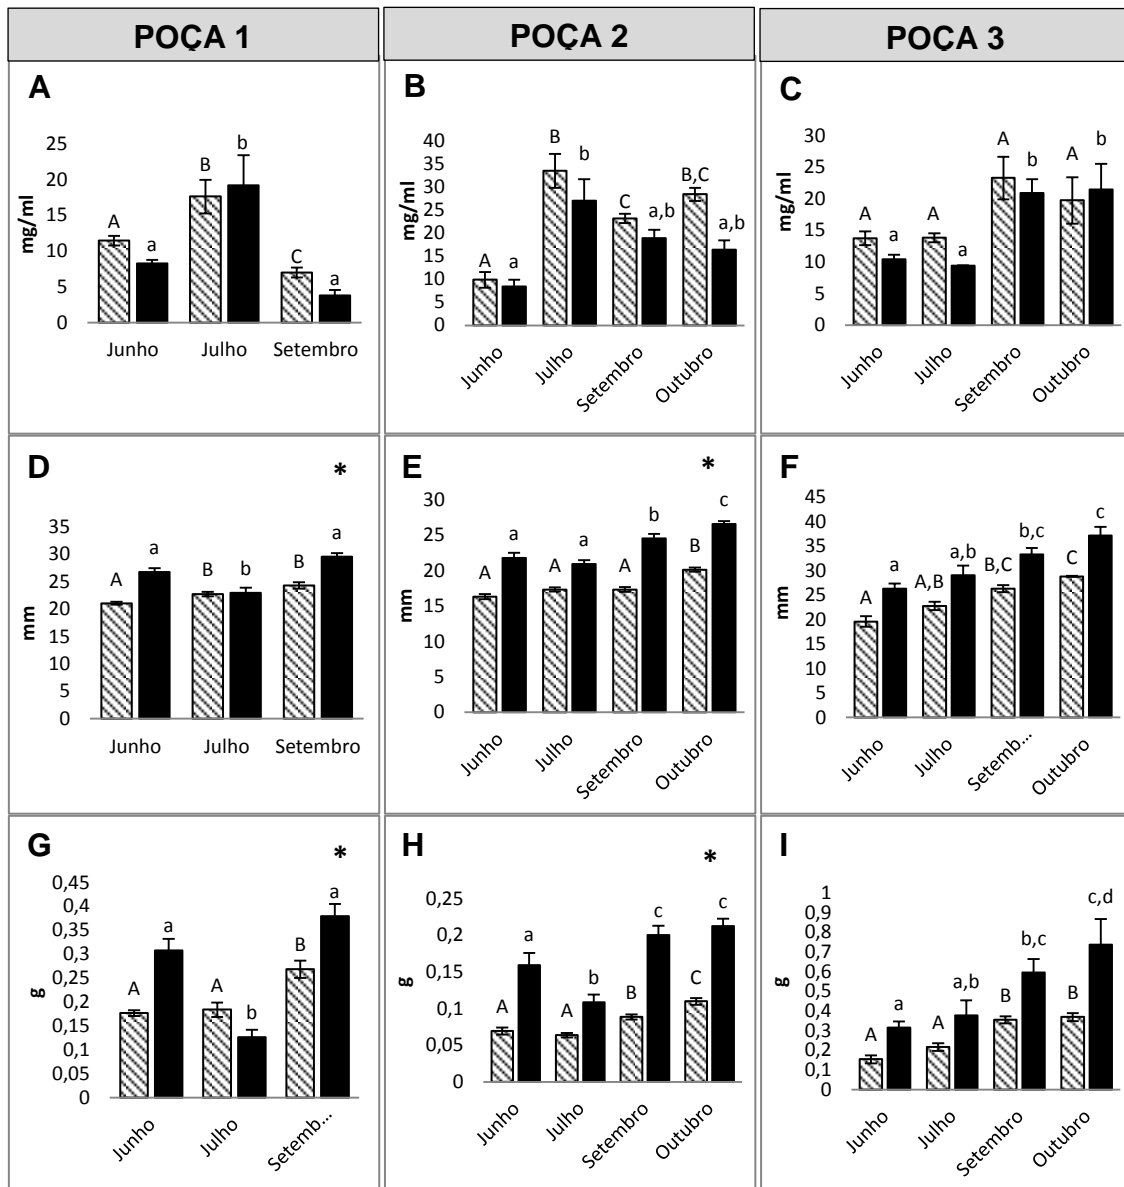 POÇA 1
POÇA 2
POÇA 3
A
mg/ml
25
20
15
10
5
0
A
a
B
b
C
a
Junho
Julho
Setembro
B
mg/ml
40
35
30
25
20
15
10
5
0
A
a
B
b
C
a,b
B,C
a,b
Junho
Julho
Setembro
Outubro
C
mg/ml
30
25
20
15
10
5
0
A
a
A
a
A
b
A
b
Junho
Julho
Setembro
Outubro
D
*
mm
35
30
25
20
15
10
5
0
A
a
B
b
B
a
Junho
Julho
Setembro
E
*
mm
30
25
20
15
10
5
0
A
a
A
a
A
b
B
c
Junho
Julho
Setembro
Outubro
F
mm
45
40
35
30
25
20
15
10
5
0
A
a
A,B
a,b
B,C
b,c
C
c
Junho
Julho
Setemb...
Outubro
G
*
g
0,45
0,4
0,35
0,3
0,25
0,2
0,15
0,1
0,05
0
A
a
A
b
B
a
Junho
Julho
Setemb...
H
*
g
0,25
0,2
0,15
0,1
0,05
0
A
a
A
b
B
c
C
c
Junho
Julho
Setembro
Outubro
I
g
1
0,9
0,8
0,7
0,6
0,5
0,4
0,3
0,2
0,1
0
A
a
A
a,b
B
b,c
B
c,d
Junho
Julho
Setembro
Outubro